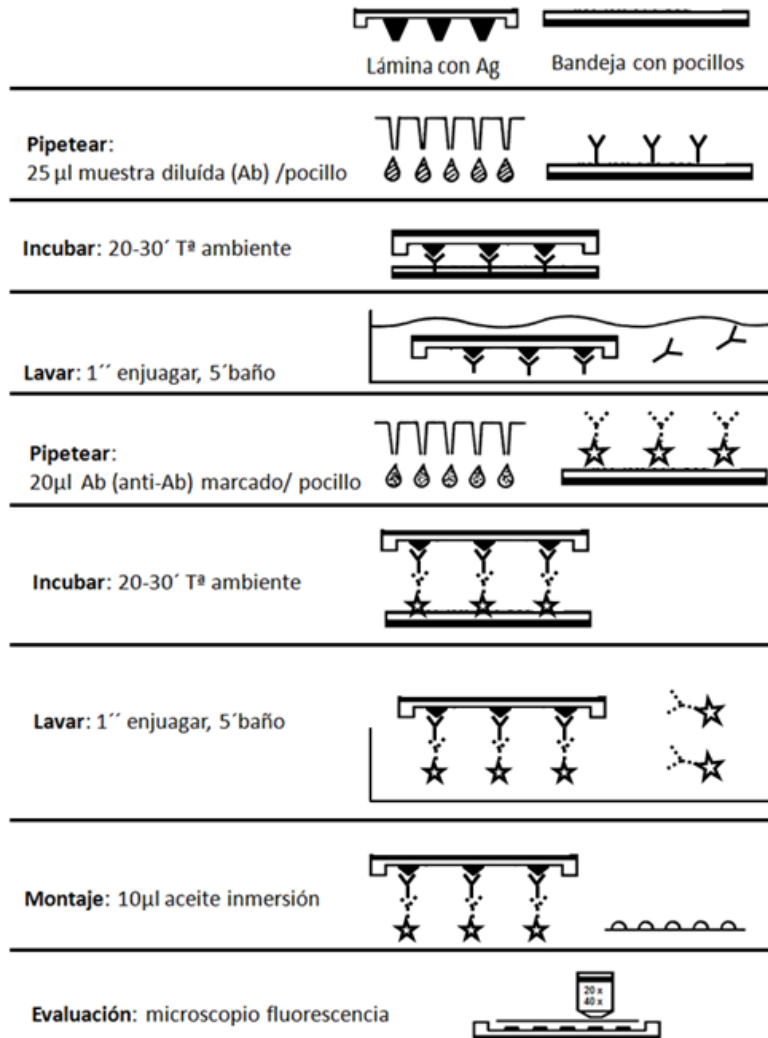 Lámina con Ag
Bandeja con pocillos
Pipetear:
25 µl muestra diluída (Ab) /pocillo
Incubar: 20-30´ Tª ambiente
Lavar: 1´´ enjuagar, 5´baño
Pipetear:
20µl Ab (anti-Ab) marcado/ pocillo
Incubar: 20-30´ Tª ambiente
Lavar: 1´´ enjuagar, 5´baño
Montaje: 10µl aceite inmersión
20 x
40 x
Evaluación: microscopio fluorescencia